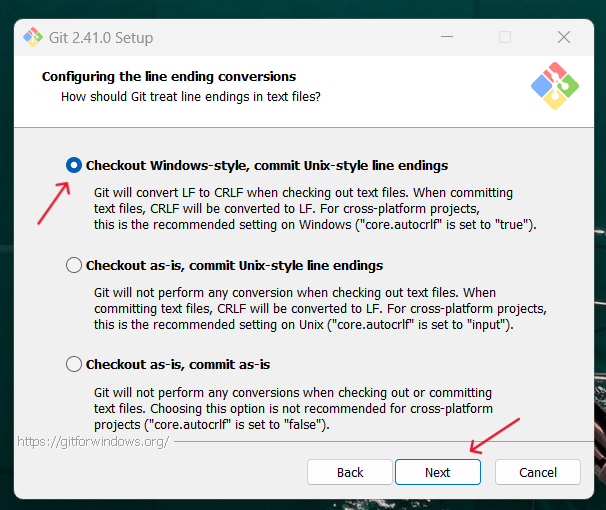 Git 2.41.0 Setup
Configuring the line ending conversions
How should Git treat line endings in text files?
Checkout Windows-style, commit Unix-style line endings
Git will convert LF to CRLF when checking out text files. When committing
text files, CRLF will be converted to LF. For cross-platform projects,
this is the recommended setting on Windows ("core.autocrlf" is set to "true").
Checkout as-is, commit Unix-style line endings
Git will not perform any conversion when checking out text files. When
committing text files, CRLF will be converted to LF. For cross-platform projects,
this is the recommended setting on Unix ("core.autocrlf" is set to "input").
Checkout as-is, commit as-is
Git will not perform any conversions when checking out or committing
text files. Choosing this option is not recommended for cross-platform
projects ("core.autocrlf" is set to "false").
https://gitforwindows.org/
Back
Next
Cancel